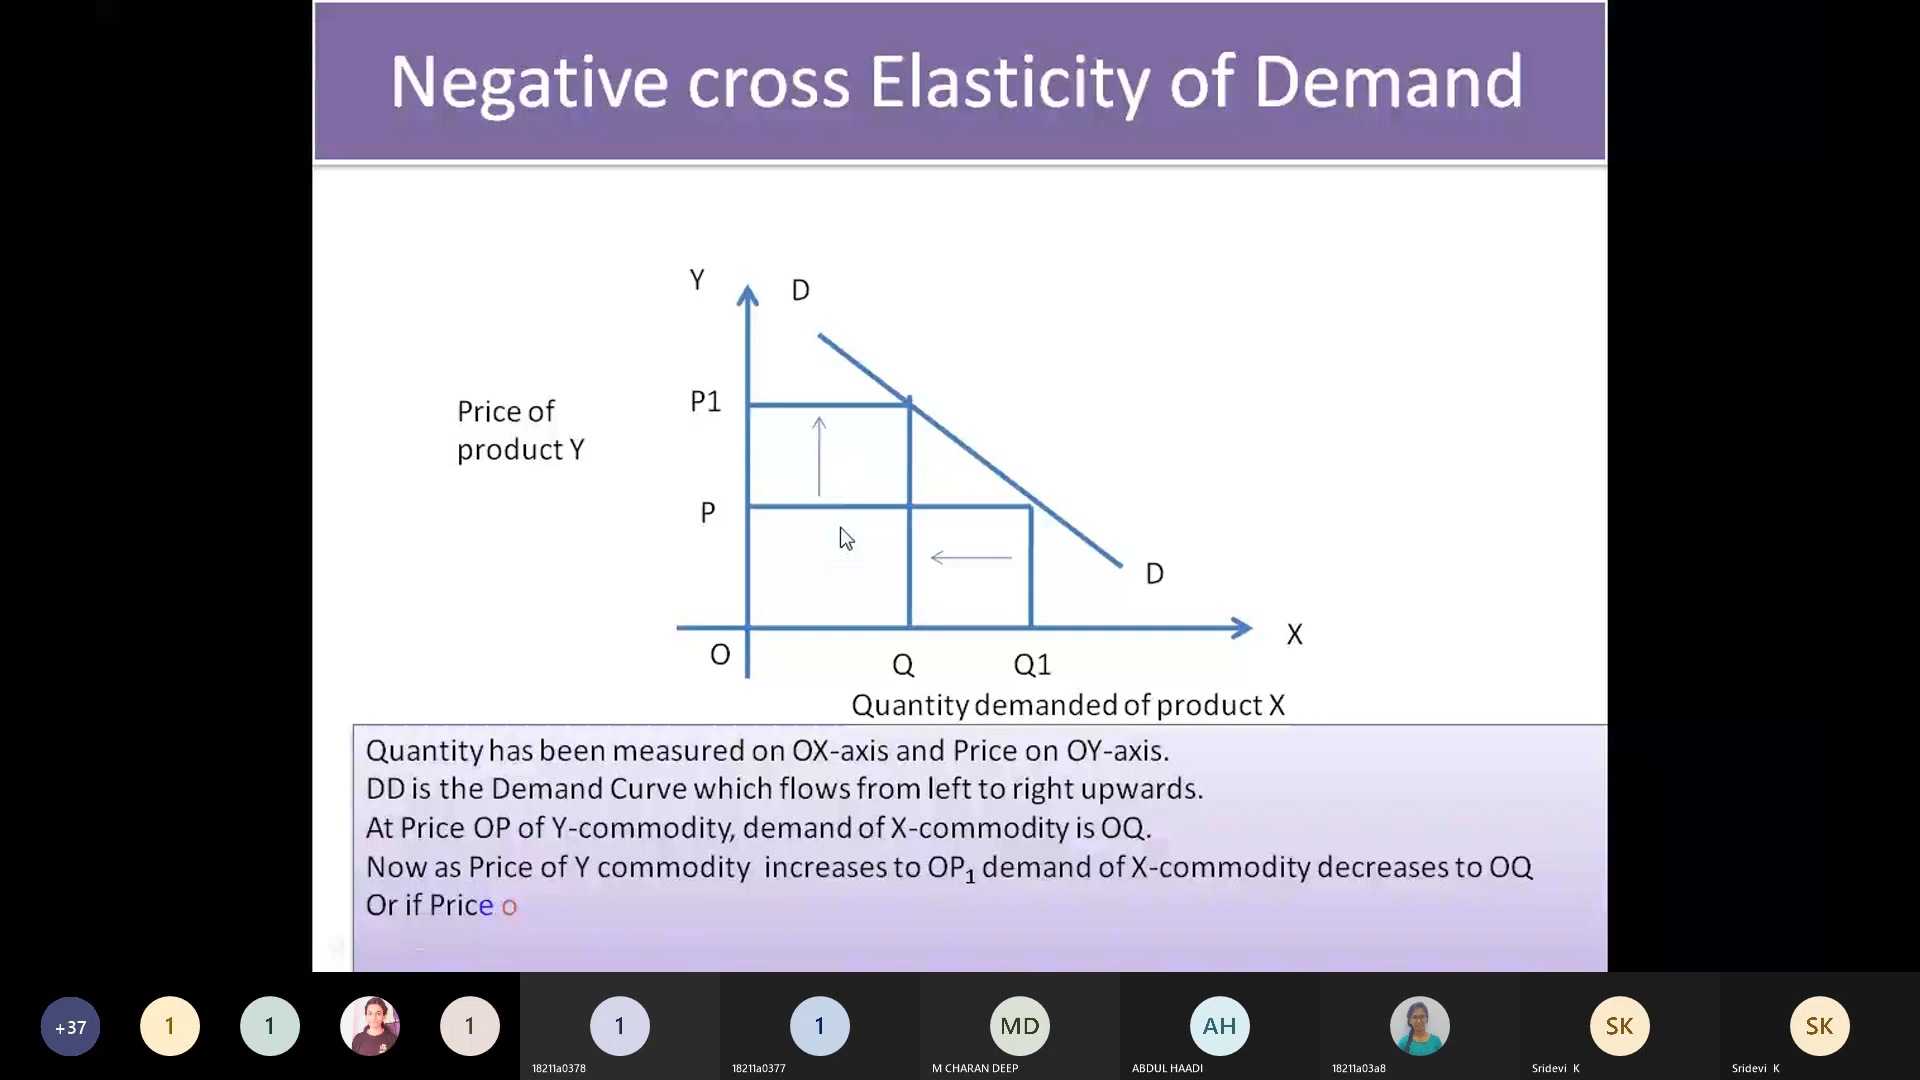 Negative cross Elasticity of Demand
Y
D
P1
Price of
product Y
P
D
O
X
Q
Q1
Quantity demanded of product X
Quantity has been measured on OX-axis and Price on OY-axis.
DD is the Demand Curve which flows from left to right upwards.
At Price OP of Y-commodity, demand of X-commodity is OQ.
Now as Price of Y commodity increases to OP₁ demand of X-commodity decreases to OQ
Or if Price o
+37
1
1
1
1
1
MD
AH
SK
SK
18211a0378
18211a0377
M CHARAN DEEP
ABDUL HAADI
18211a03a8
Sridevi K
Sridevi K